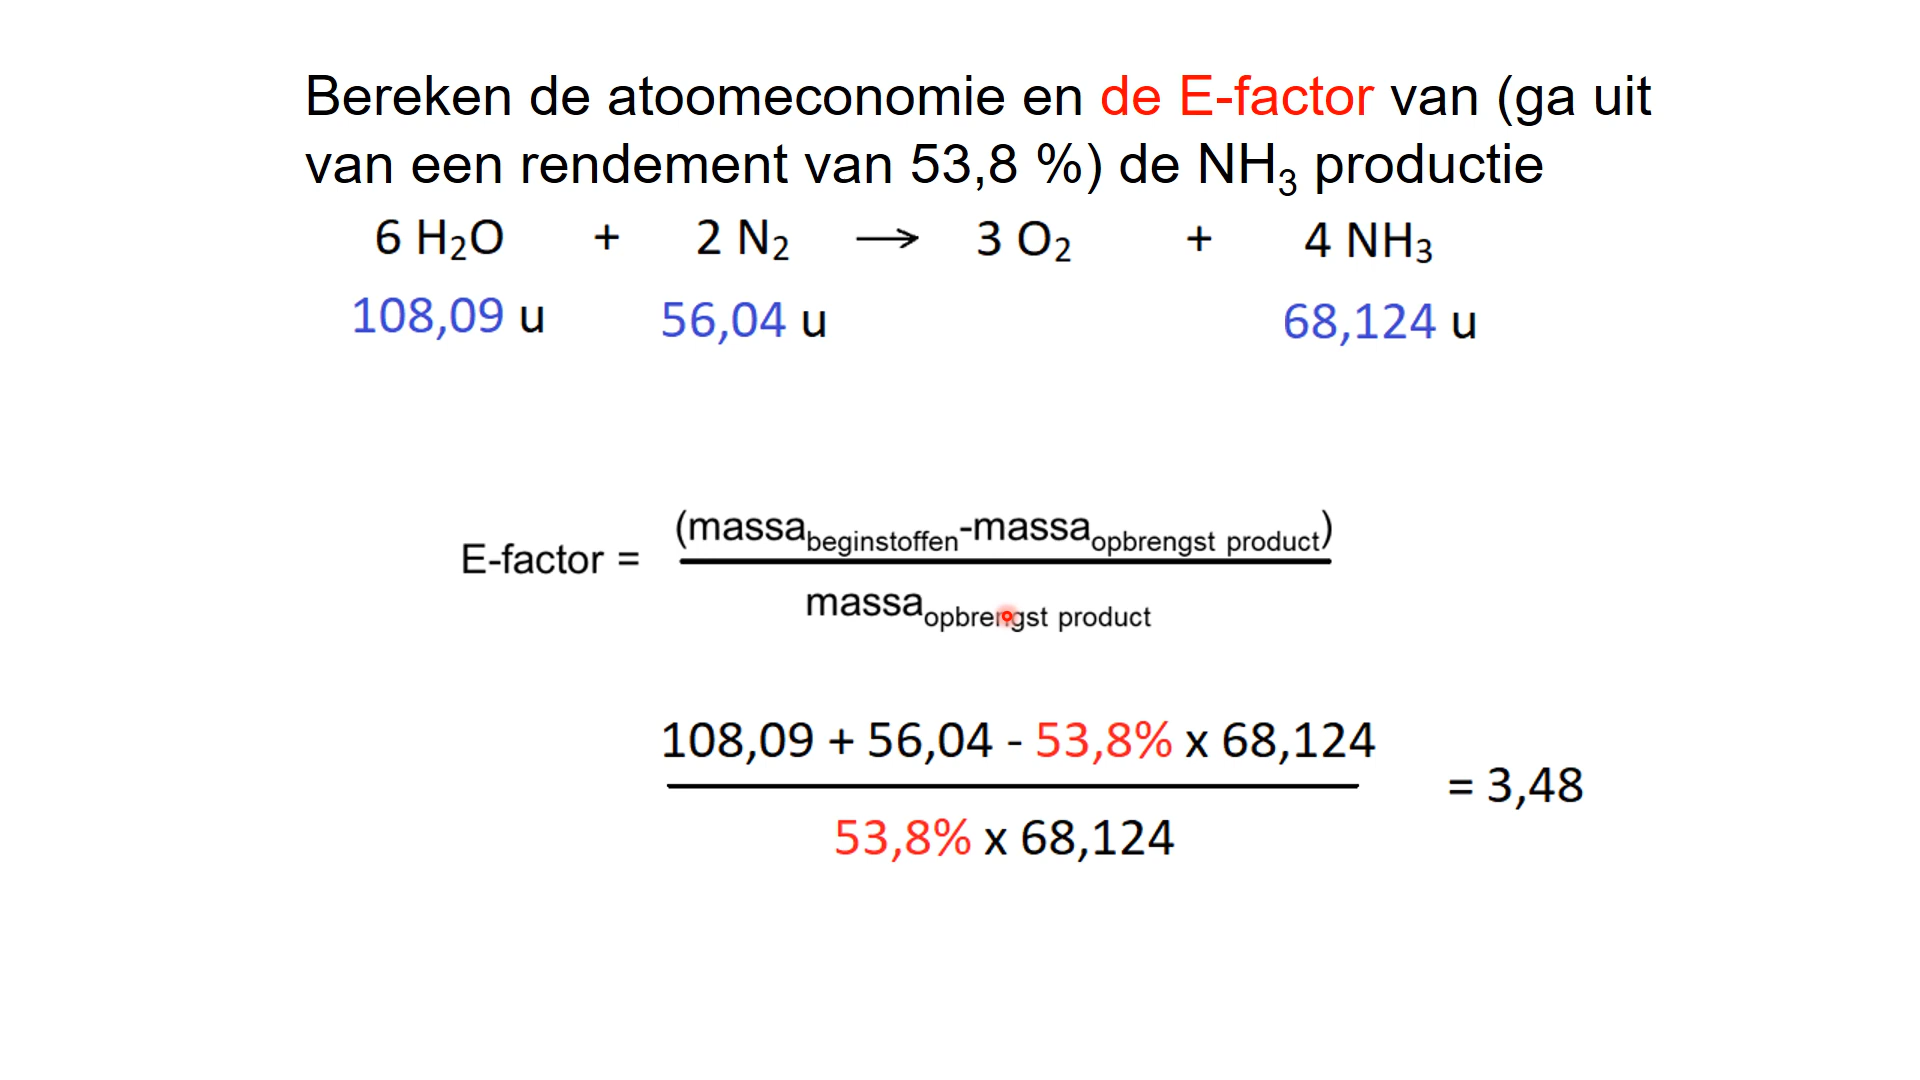 Bereken de atoomeconomie en de E-factor van (ga uit
van een rendement van 53,8 %) de NH₃ productie
6 H₂O + 2 N₂ → 3 O₂ + 4 NH₃
108,09 u 56,04 u 68,124 u
(massabeginstoffen-massaopbrengst product)
E-factor =
massaopbrengst product
108,09 + 56,04 - 53,8% x 68,124
= 3,48
53,8% x 68,124